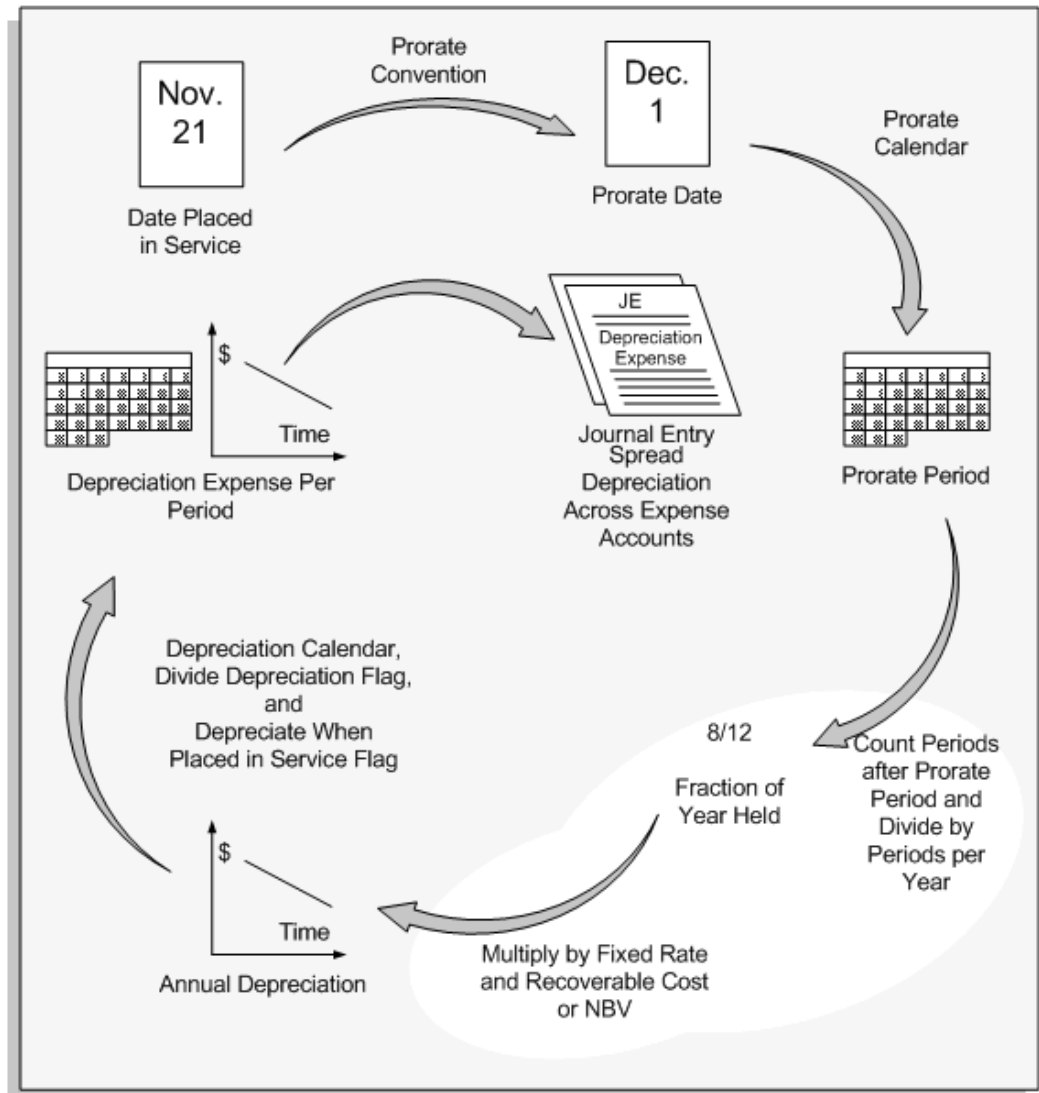 Nov.
21
Date Placed
in Service
Prorate
Convention
Dec.
1
Prorate Date
Prorate
Calendar
Prorate Period
Count Periods
after Prorate
Period and
Divide by
Periods per
Year
8/12
Fraction of
Year Held
Multiply by Fixed Rate
and Recoverable Cost
or NBV
$
Time
Annual Depreciation
Depreciation Calendar,
Divide Depreciation Flag,
and
Depreciate When
Placed in Service Flag
$
Time
Depreciation Expense Per
Period
JE
Depreciation
Expense
Journal Entry
Spread
Depreciation
Across Expense
Accounts